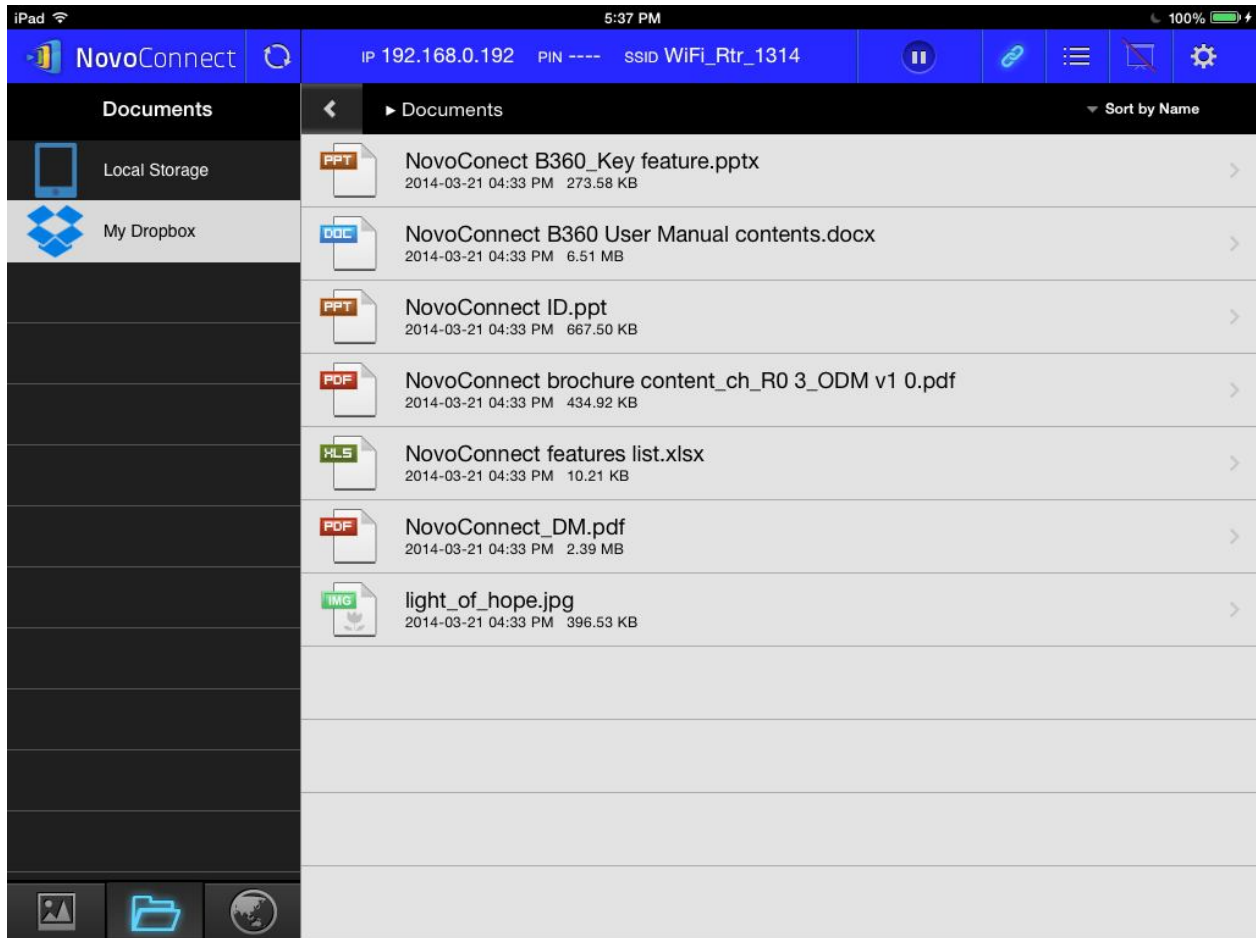 iPad 5:37 PM 100%
NovoConnect IP 192.168.0.192 PIN ---- SSID WiFi_Rtr_1314
Documents
Local Storage
My Dropbox
Documents Sort by Name
PPT NovoConect B360_Key feature.pptx
2014-03-21 04:33 PM 273.58 KB
DOC NovoConnect B360 User Manual contents.docx
2014-03-21 04:33 PM 6.51 MB
PPT NovoConnect ID.ppt
2014-03-21 04:33 PM 667.50 KB
PDF NovoConnect brochure content_ch_R0 3_ODM v1 0.pdf
2014-03-21 04:33 PM 434.92 KB
XLS NovoConnect features list.xlsx
2014-03-21 04:33 PM 10.21 KB
PDF NovoConnect_DM.pdf
2014-03-21 04:33 PM 2.39 MB
IMG light_of_hope.jpg
2014-03-21 04:33 PM 396.53 KB